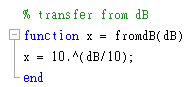 % transfer from dB
function x = fromdB(dB)
x = 10.^(dB/10);
end